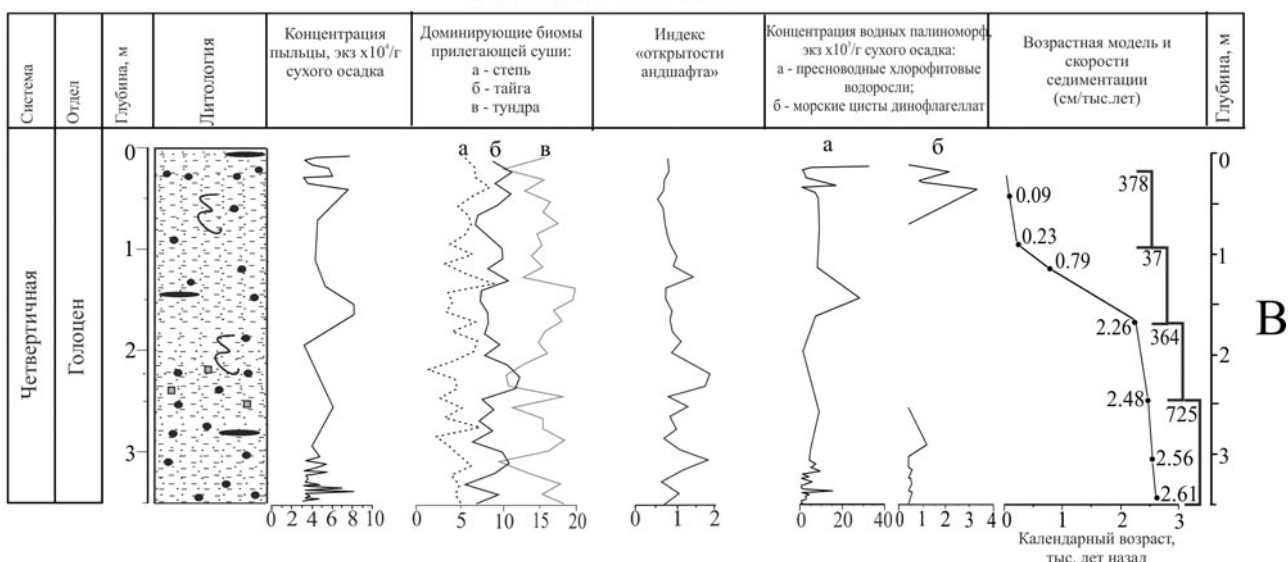 Система
Отдел
Глубина, м
Литология
Концентрация
пыльцы, экз х10⁴/г
сухого осадка
Доминирующие биомы
прилегающей суши:
а - степь
б - тайга
в - тундра
Индекс
«открытости
андшафта»
Концентрация водных палиноморф,
экз х10³/г сухого осадка:
а - пресноводные хлорофитовые
водоросли;
б - морские цисты динофлагеллат
Возрастная модель и
скорости
седиментации
(см/тыс.лет)
Глубина, м
Четвертичная
Голоцен
0
1
2
3
а б в
а б
0.09
0.23
0.79
2.26
2.48
2.56
2.61
378
37
364
725
0
1
2
3
В
0 2 4 6 8 10
0 5 10 15 20
0 1 2
0 20 40
0 1 2 3 4
0 1 2 3
Календарный возраст,
тыс. лет назад